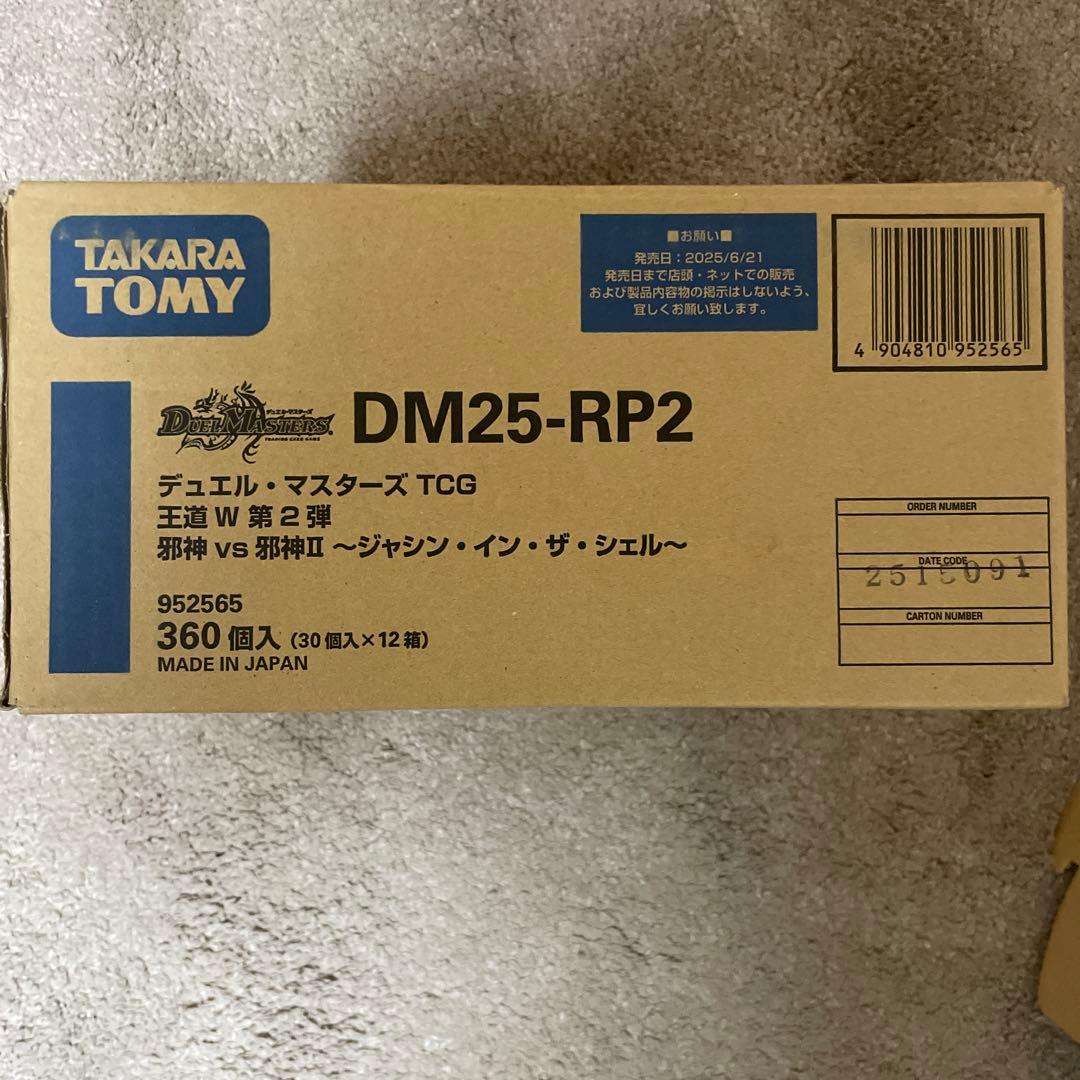 TAKARA
TOMY
■お願い■
発売日：2025/6/21
発売日まで店頭・ネットでの販売
および製品内容物の掲示はしないよう、
宜しくお願い致します。
4 904810 952565
デュエル・マスターズ
DUEL MASTERS
TRADING CARD GAME
DM25-RP2
デュエル・マスターズ TCG
王道 W 第2弾
邪神 vs 邪神Ⅱ ～ジャシン・イン・ザ・シェル～
952565
360 個入（30 個入×12 箱）
MADE IN JAPAN
ORDER NUMBER
DATE CODE
CARTON NUMBER